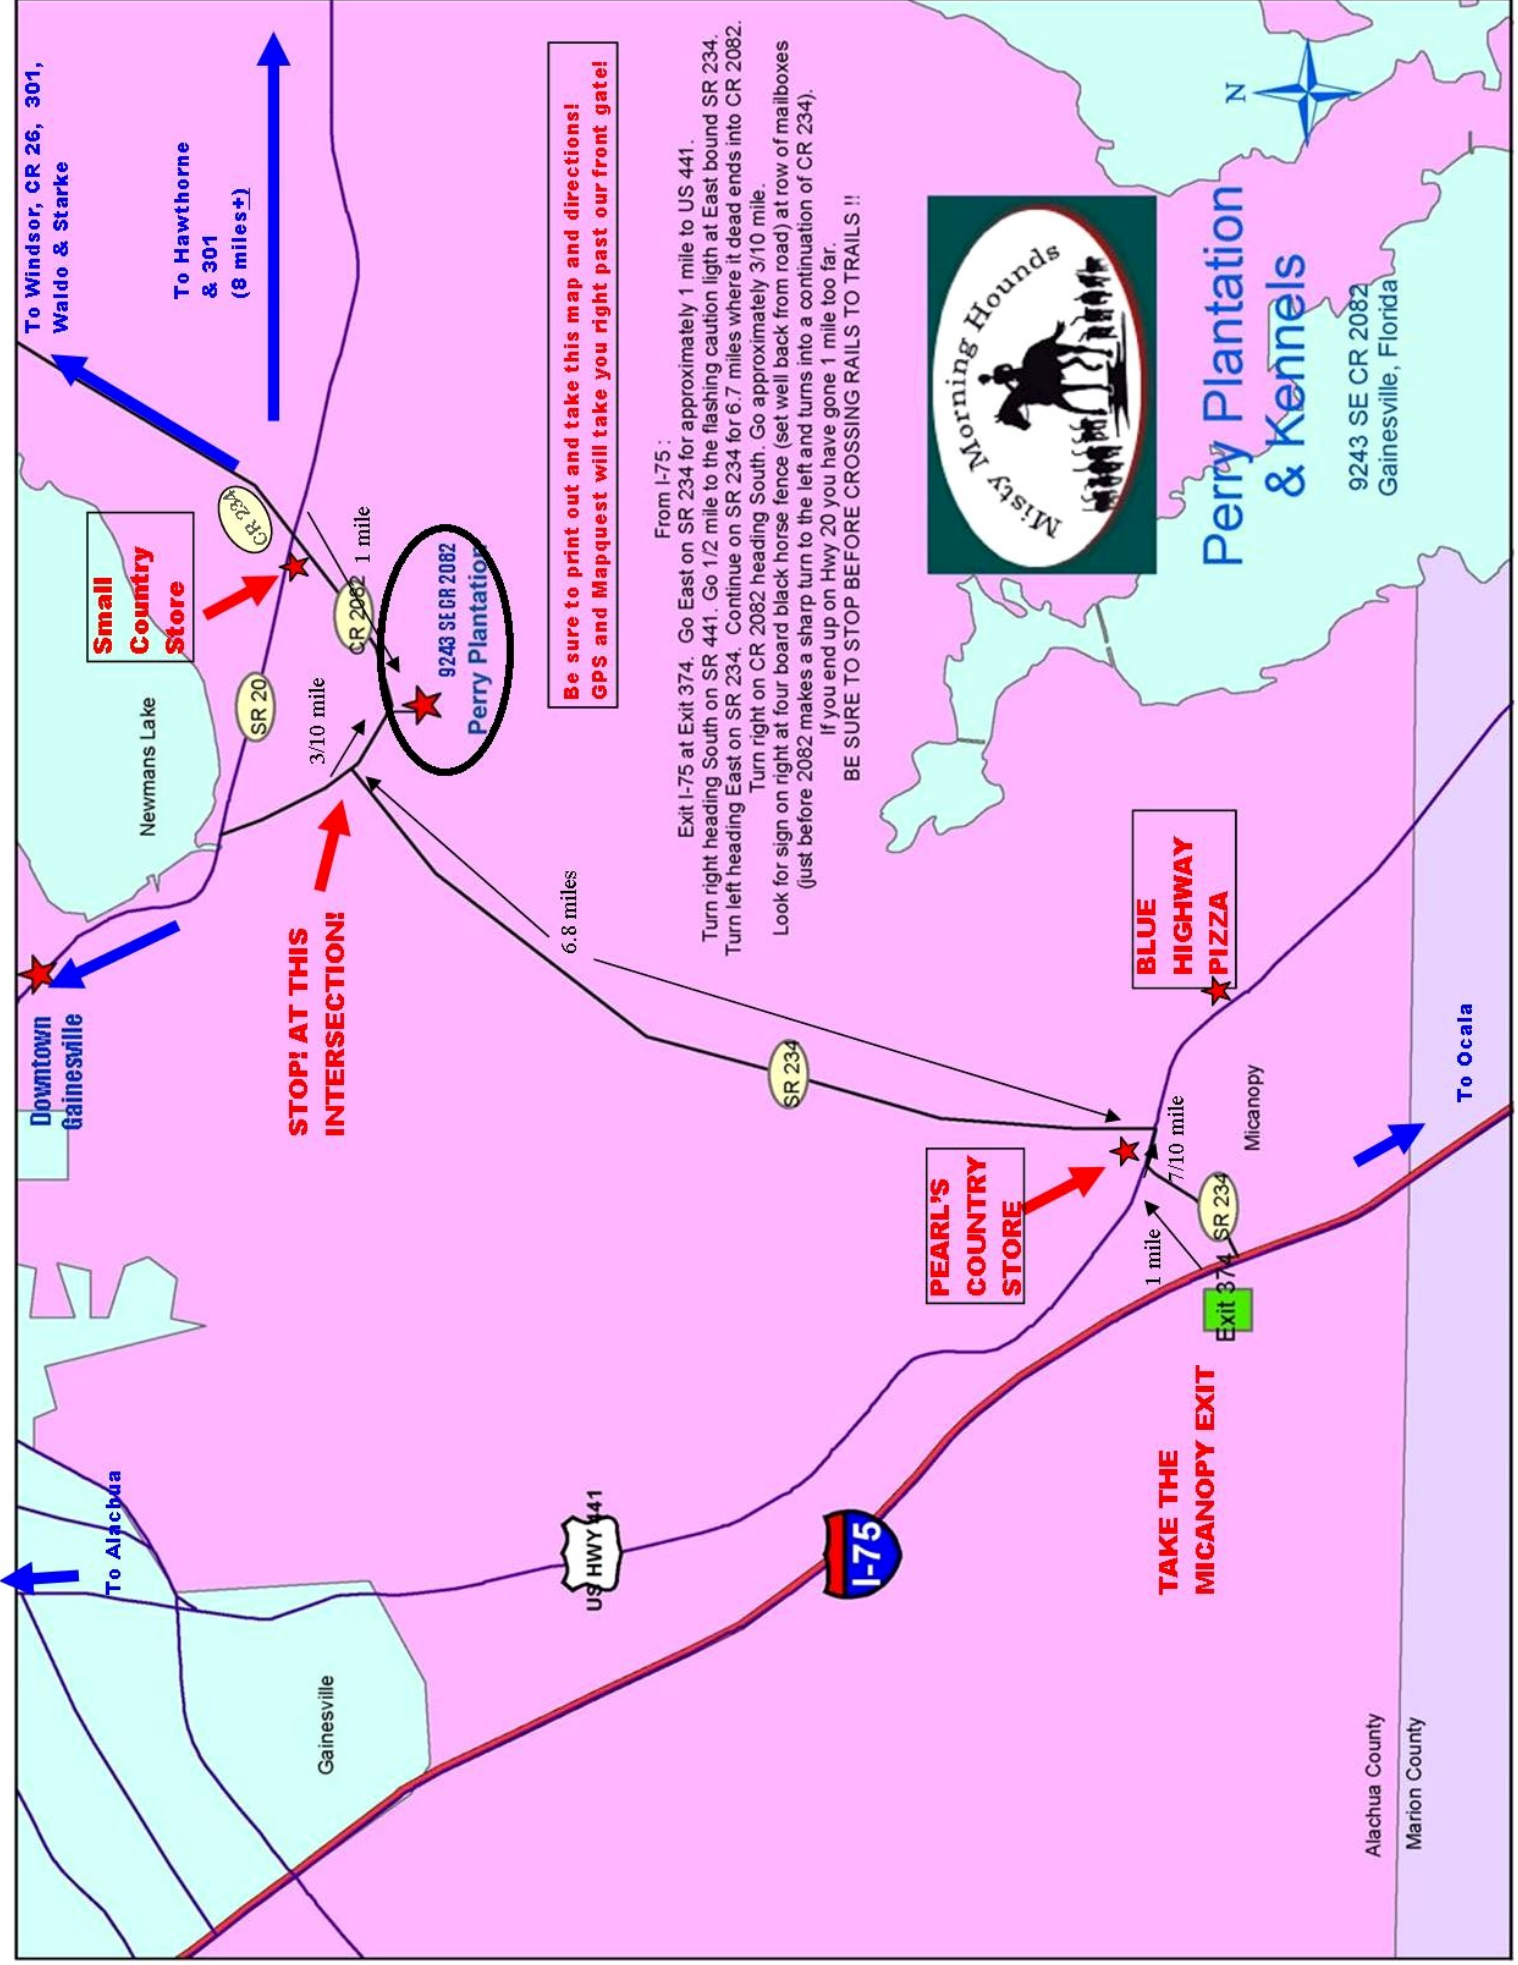 To Windsor, CR 26, 301,
Waldo & Starke
To Hawthorne
& 301
(8 miles+)
Small
Country
Store
CR 234
1 mile
CR 2082
9243 SE CR 2082
Perry Plantation
SR 20
3/10 mile
Newmans Lake
STOP! AT THIS
INTERSECTION!
Downtown
Gainesville
6.8 miles
Be sure to print out and take this map and directions!
GPS and Mapquest will take you right past our front gate!
From I-75 :
Exit I-75 at Exit 374. Go East on SR 234 for approximately 1 mile to US 441.
Turn right heading South on SR 441. Go 1/2 mile to the flashing caution ligth at East bound SR 234.
Turn left heading East on SR 234. Continue on SR 234 for 6.7 miles where it dead ends into CR 2082.
Turn right on CR 2082 heading South. Go approximately 3/10 mile.
Look for sign on right at four board black horse fence (set well back from road) at row of mailboxes
(just before 2082 makes a sharp turn to the left and turns into a continuation of CR 234).
If you end up on Hwy 20 you have gone 1 mile too far.
BE SURE TO STOP BEFORE CROSSING RAILS TO TRAILS !!
Misty Morning Hounds
N
Perry Plantation
& Kennels
9243 SE CR 2082
Gainesville, Florida
SR 234
BLUE
HIGHWAY
PIZZA
PEARL'S
COUNTRY
STORE
7/10 mile
Micanopy
1 mile
SR 234
Exit 374
To Ocala
TAKE THE
MICANOPY EXIT
To Alachua
US HWY 441
I-75
Gainesville
Alachua County
Marion County